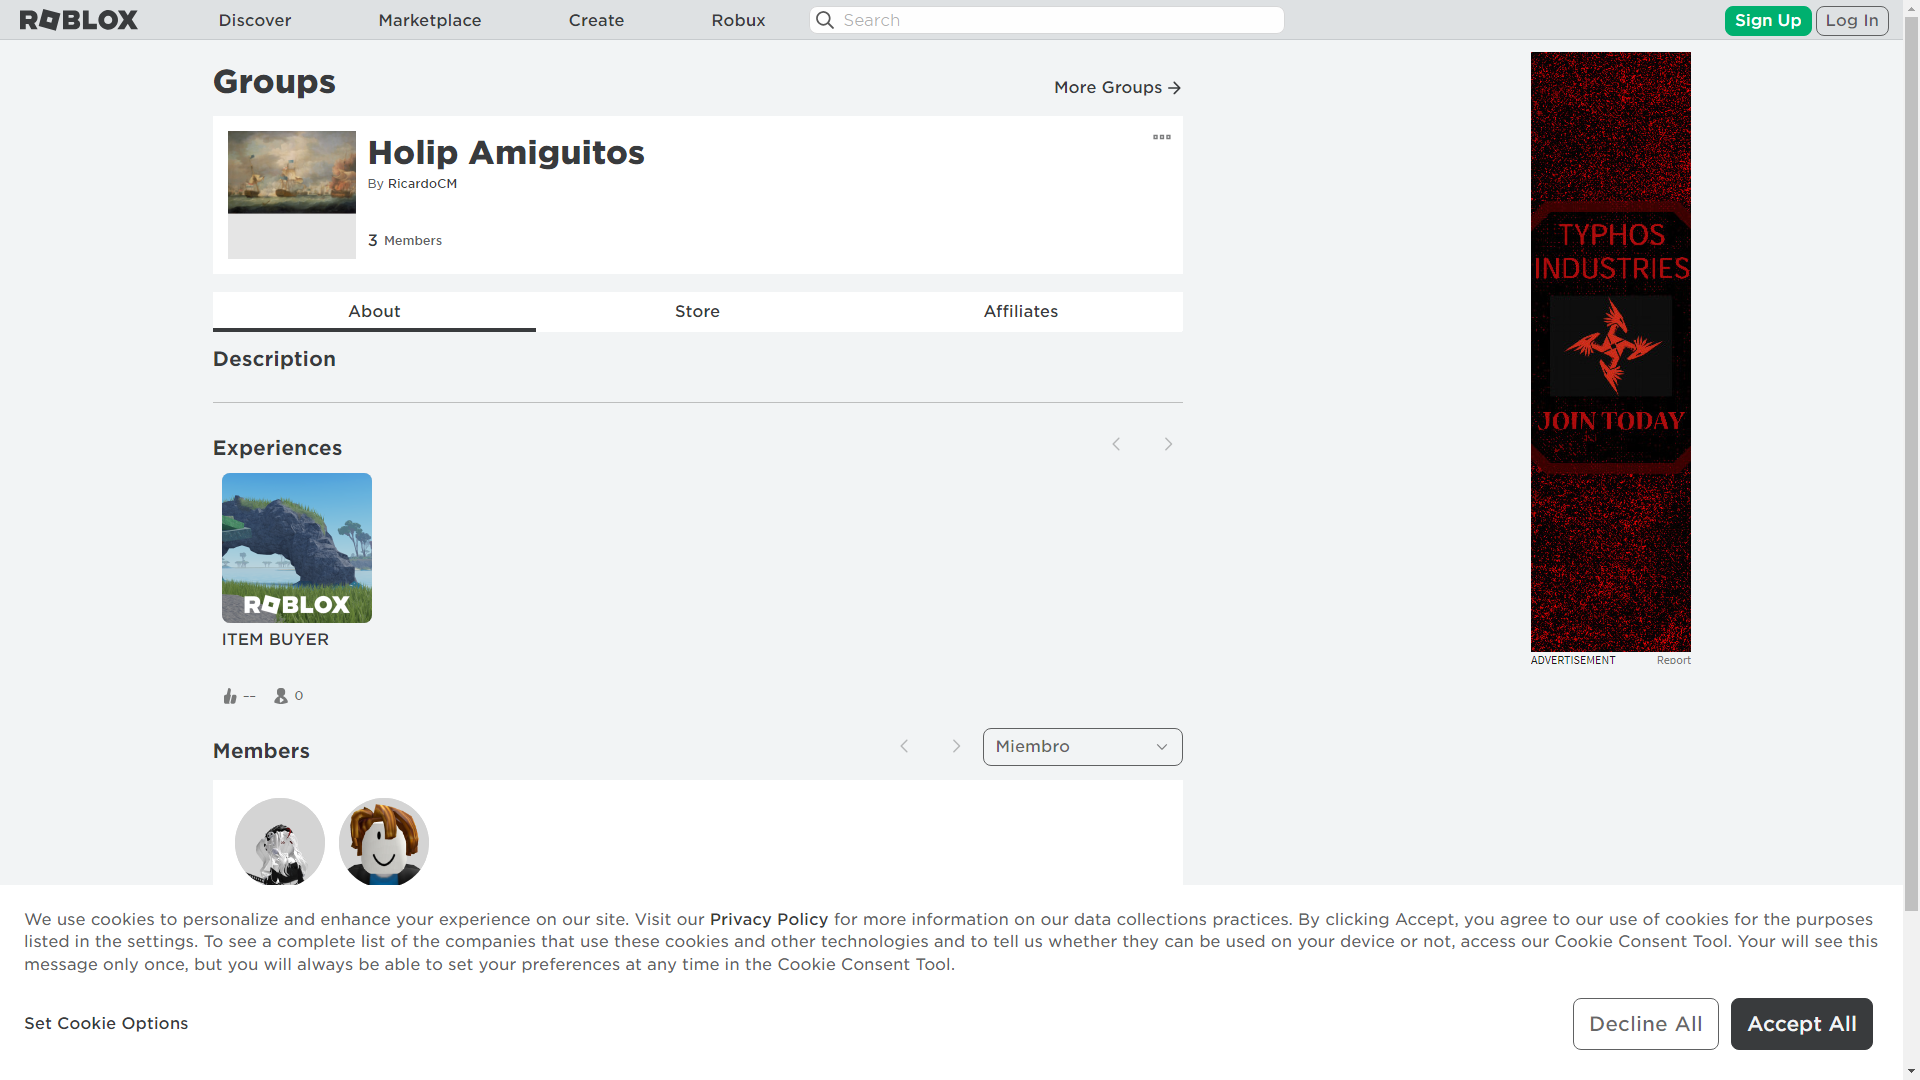 ROBLOX
Discover
Marketplace
Create
Robux
Search
Sign Up
Log In
Groups
More Groups
Holip Amiguitos
By RicardoCM
3 Members
About
Store
Affiliates
Description
Experiences
ROBLOX
ITEM BUYER
--
0
Members
Miembro
TYPHOS
INDUSTRIES
JOIN TODAY
ADVERTISEMENT
Report
We use cookies to personalize and enhance your experience on our site. Visit our Privacy Policy for more information on our data collections practices. By clicking Accept, you agree to our use of cookies for the purposes
listed in the settings. To see a complete list of the companies that use these cookies and other technologies and to tell us whether they can be used on your device or not, access our Cookie Consent Tool. Your will see this
message only once, but you will always be able to set your preferences at any time in the Cookie Consent Tool.
Set Cookie Options
Decline All
Accept All